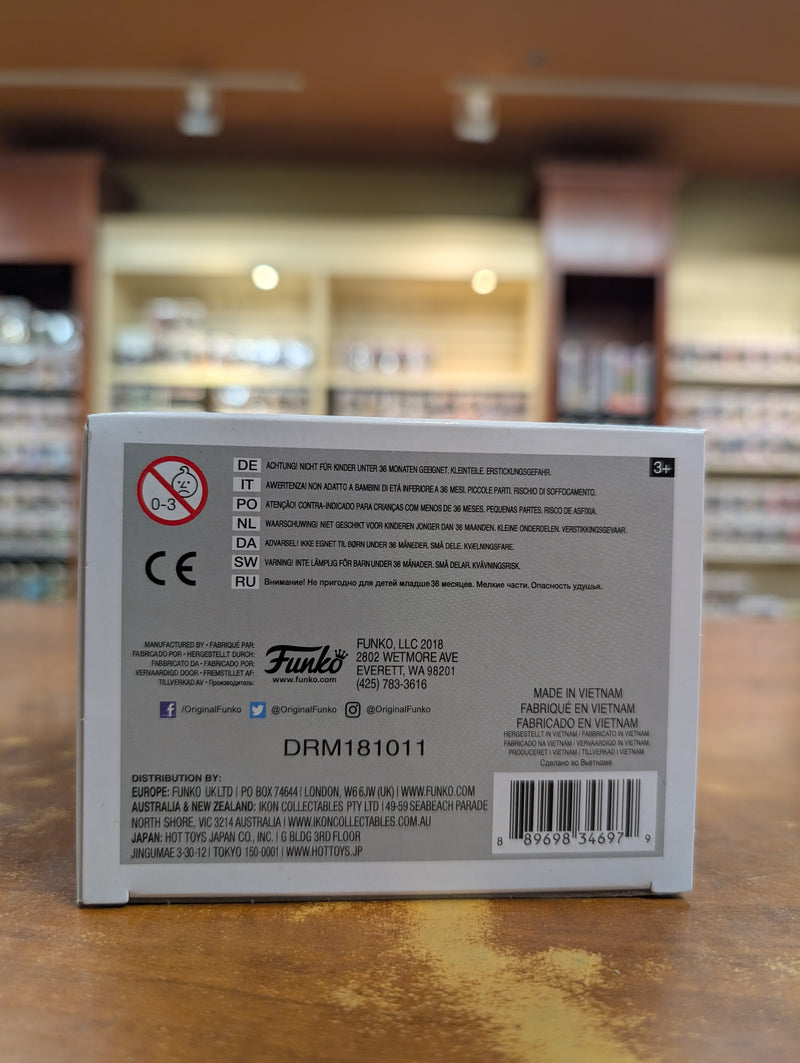 0-3
DE ACHTUNG! NICHT FÜR KINDER UNTER 36 MONATEN GEEIGNET. KLEINTEILE. ERSTICKUNGSGEFAHR.
3+
IT AWERTENZA! NON ADATTO A BAMBINI DI ETÀ INFERIORE A 36 MESI. PICCOLE PARTI. RISCHIO DI SOFFOCAMENTO.
PO ATENÇÃO! CONTRA-INDICADO PARA CRIANÇAS COM MENOS DE 36 MESES. PEQUENAS PARTES. RISCO DE ASFIXIA.
NL WAARSCHUWING! NIET GESCHIKT VOOR KINDEREN JONGER DAN 36 MAANDEN. KLEINE ONDERDELEN. VERSTIKKINGSGEVAAR.
DA ADVARSEL! IKKE EGNET TIL BØRN UNDER 36 MÅNEDER. SMÅ DELE. KVÆLNINGSFARE.
SW VARNING! INTE LÄMPLIG FÖR BARN UNDER 36 MÅNADER. SMÅ DELAR. KVÄVNINGSRISK.
RU Внимание! Не пригодно для детей младше 36 месяцев. Мелкие части. Опасность удушья.
CE
MANUFACTURED BY • FABRIQUÉ PAR:
FABRICADO POR • HERGESTELLT DURCH:
FABBRICATO DA • FABRICADO POR:
VERVAARDIGD DOOR • FREMSTILLET AF:
TILLVERKAD AV • Производитель:
Funko
www.funko.com
FUNKO, LLC 2018
2802 WETMORE AVE
EVERETT, WA 98201
(425) 783-3616
/OriginalFunko @OriginalFunko @OriginalFunko
DRM181011
MADE IN VIETNAM
FABRIQUÉ EN VIETNAM
FABRICADO EN VIETNAM
HERGESTELLT IN VIETNAM / FABBRICATO IN VIETNAM
FABRICADO NA VIETNAM / VERVAARDIGD IN VIETNAM
PRODUCERET I VIETNAM / TILLVERKAD I VIETNAM
Сделано во Вьетнаме
DISTRIBUTION BY:
EUROPE: FUNKO UK LTD | PO BOX 74644 | LONDON, W6 6JW (UK) | WWW.FUNKO.COM
AUSTRALIA & NEW ZEALAND: IKON COLLECTABLES PTY LTD | 49-59 SEABEACH PARADE
NORTH SHORE, VIC 3214 AUSTRALIA | WWW.IKONCOLLECTABLES.COM.AU
JAPAN: HOT TOYS JAPAN CO., INC. | G BLDG 3RD FLOOR
JINGUMAE 3-30-12 | TOKYO 150-0001 | WWW.HOTTOYS.JP
8 89698 34697 9